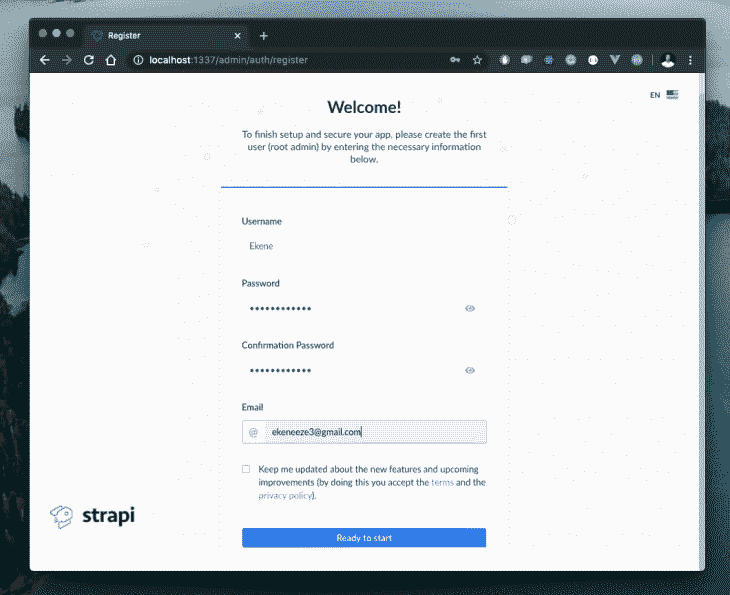 Register
localhost:1337/admin/auth/register
EN
Welcome!
To finish setup and secure your app, please create the first
user (root admin) by entering the necessary information
below.
Username
Ekene
Password
••••••••••••
Confirmation Password
••••••••••••
Email
@ ekeneeze3@gmail.com
Keep me updated about the new features and upcoming
improvements (by doing this you accept the terms and the
privacy policy).
strapi
Ready to start